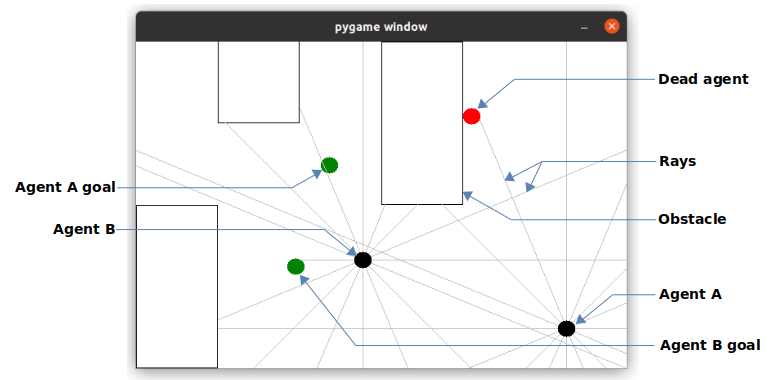 pygame window
Dead agent
Rays
Agent A goal
Obstacle
Agent B
Agent A
Agent B goal